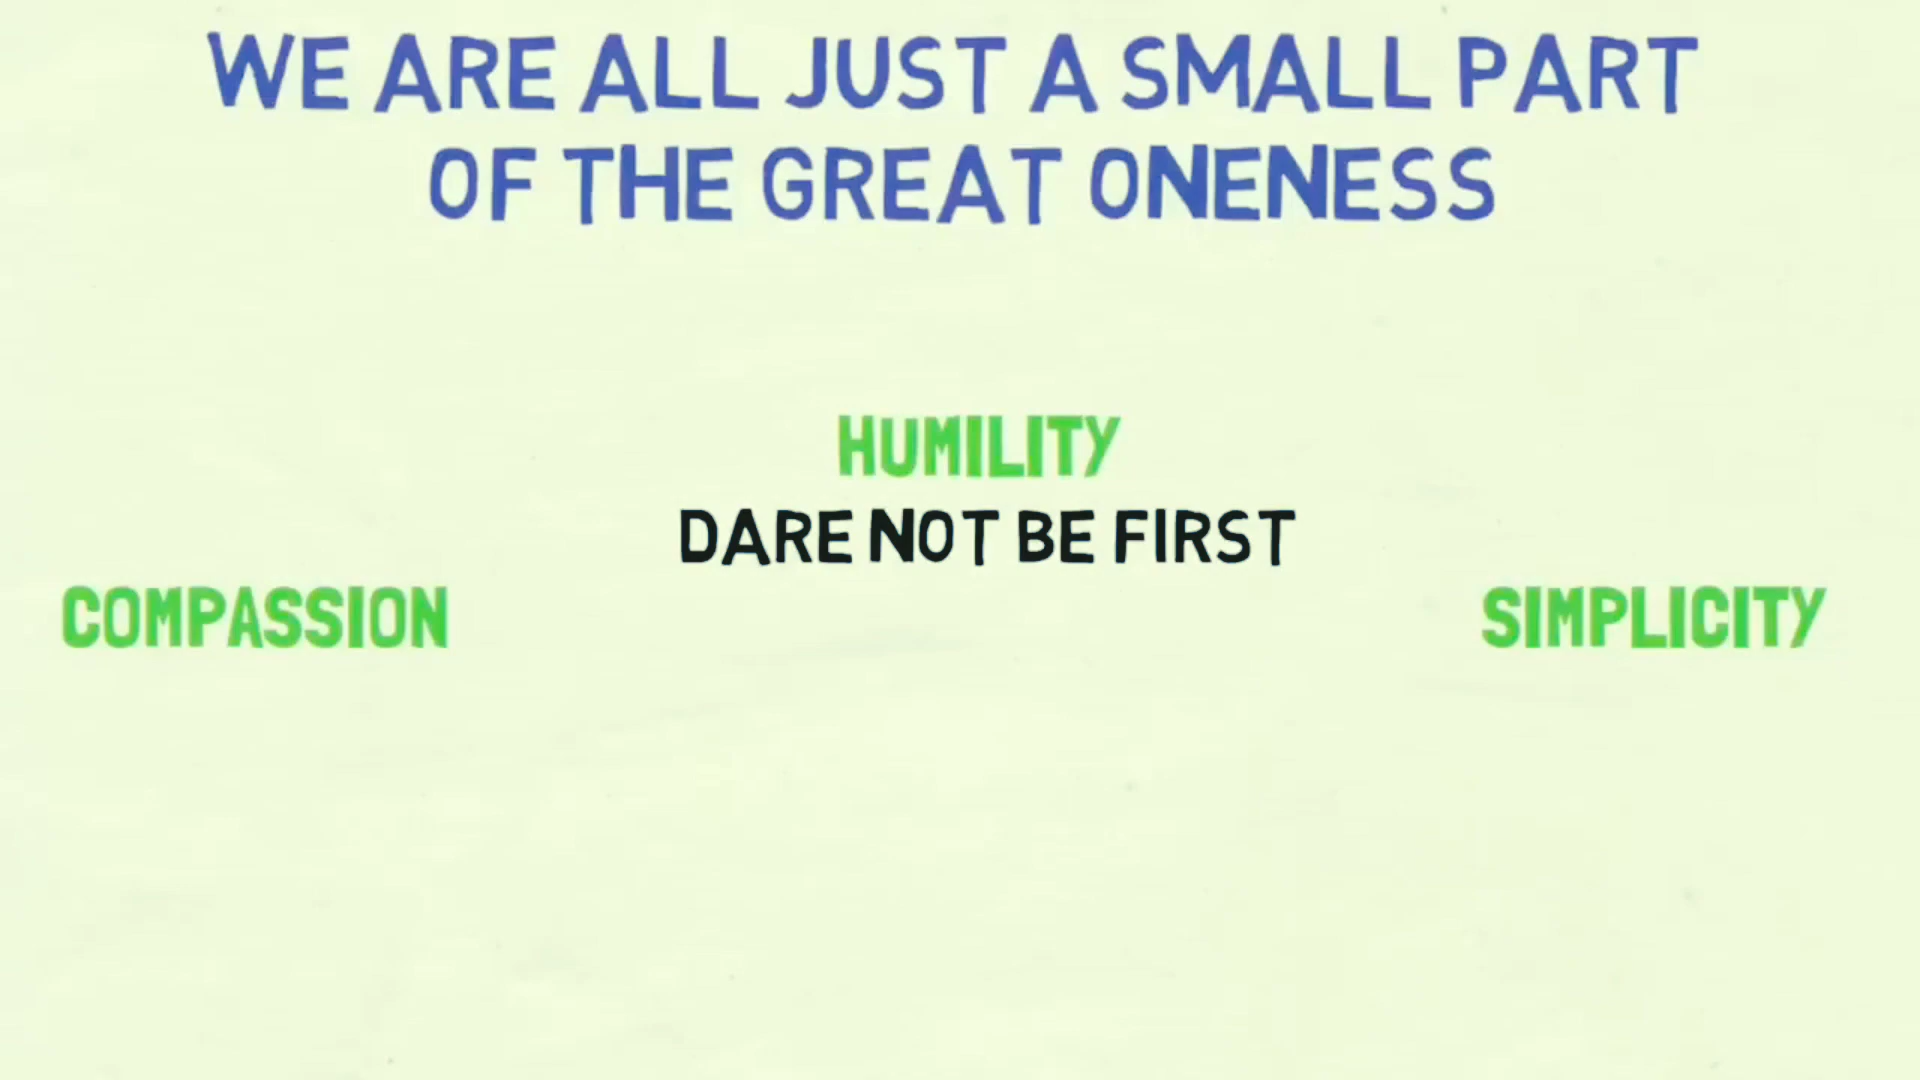 WE ARE ALL JUST A SMALL PART
OF THE GREAT ONENESS
HUMILITY
DARE NOT BE FIRST
COMPASSION
SIMPLICITY